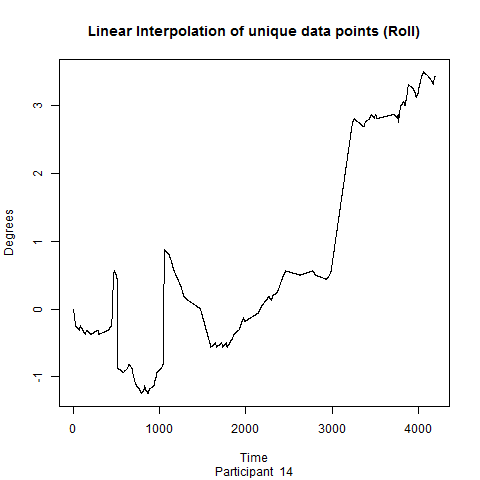 Linear Interpolation of unique data points (Roll)
Degrees
3
2
1
0
-1
0 1000 2000 3000 4000
Time
Participant 14